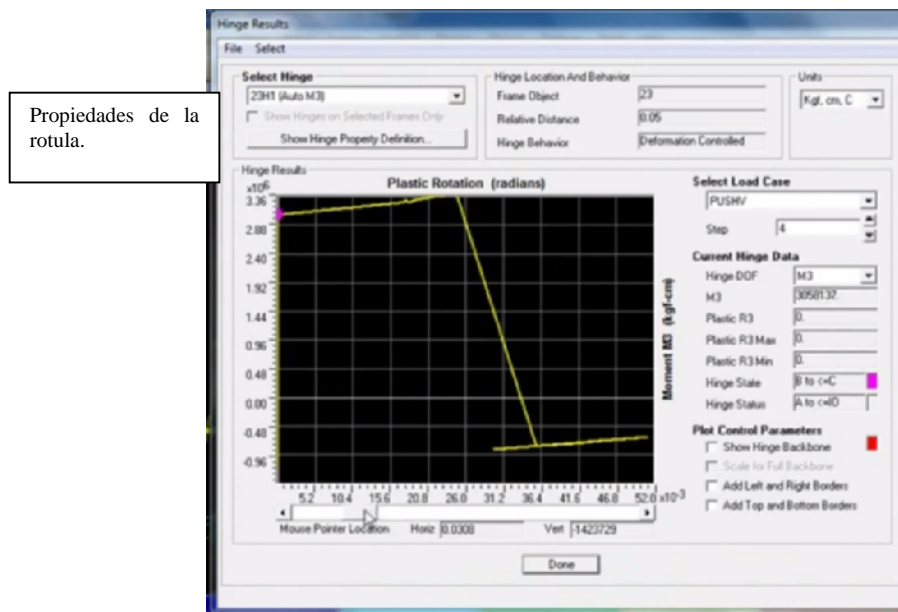 Propiedades de la
rotula.
Hinge Results
File Select
Select Hinge
23H1 (Auto M3)
Show Hinges on Selected Frames Only
Show Hinge Property Definition...
Hinge Location And Behavior
Frame Object 23
Relative Distance 0.05
Hinge Behavior Deformation Controlled
Units
Kgf, cm, C
Hinge Results
Plastic Rotation (radians)
x10⁶
3.36
2.88
2.40
1.92
1.44
0.96
0.48
0.00
-0.48
-0.96
5.2 10.4 15.6 20.8 26.0 31.2 36.4 41.6 46.8 52.0 x10⁻³
Moment M3 (kgf-cm)
Mouse Pointer Location Horiz 0.0308 Vert -1423729
Select Load Case
PUSHV
Step 4
Current Hinge Data
Hinge DOF M3
M3 3058137.
Plastic R3 0.
Plastic R3 Max 0.
Plastic R3 Min 0.
Hinge State B to <=C
Hinge Status A to <=IO
Plot Control Parameters
Show Hinge Backbone
Scale for Full Backbone
Add Left and Right Borders
Add Top and Bottom Borders
Done